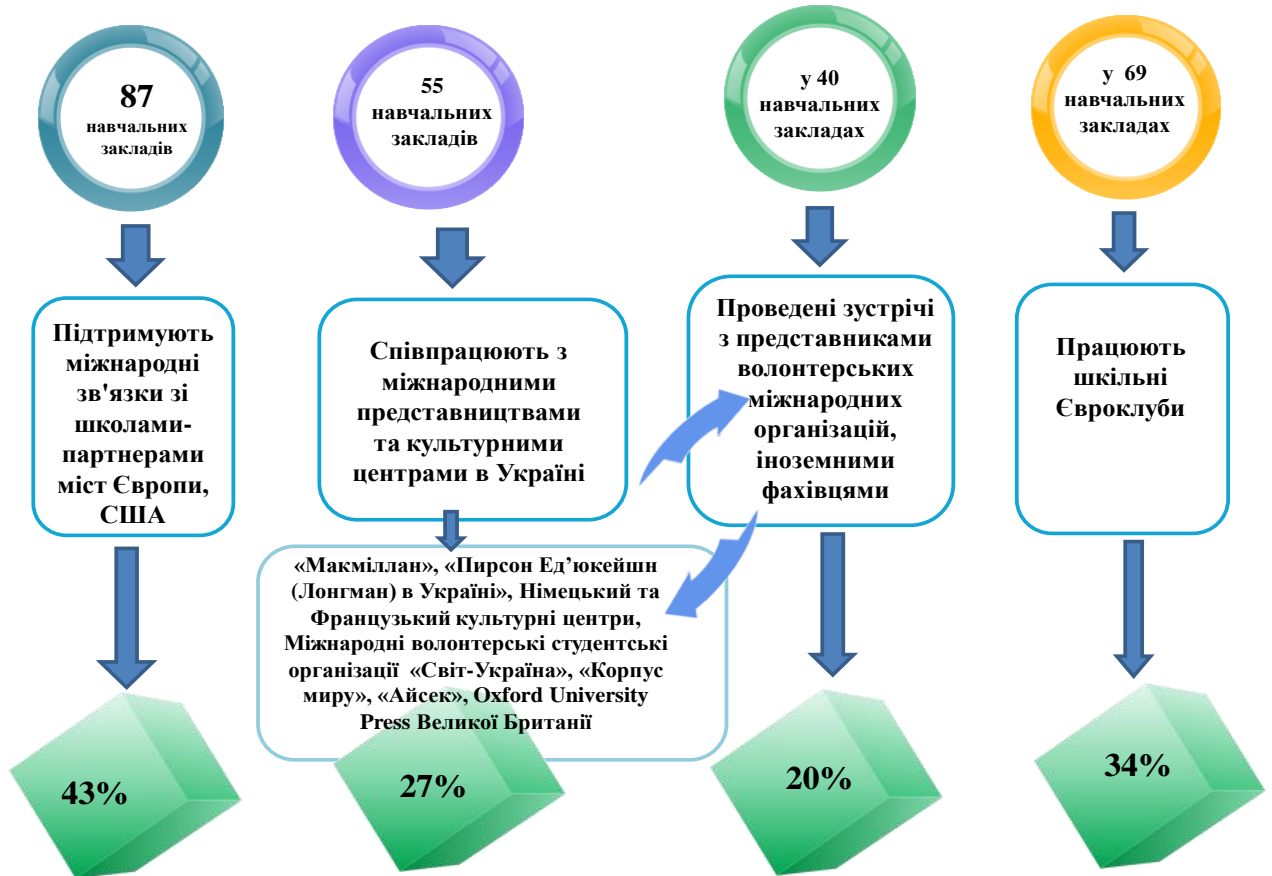 87
навчальних
закладів
55
навчальних
закладів
у 40
навчальних
закладах
у 69
навчальних
закладах
Підтримують
міжнародні
зв'язки зі
школами-
партнерами
міст Європи,
США
Співпрацюють з
міжнародними
представництвами
та культурними
центрами в Україні
Проведені зустрічі
з представниками
волонтерських
міжнародних
організацій,
іноземними
фахівцями
Працюють
шкільні
Євроклуби
«Макміллан», «Пирсон Ед’юкейшн
(Лонгман) в Україні», Німецький та
Французький культурні центри,
Міжнародні волонтерські студентські
організації «Світ-Україна», «Корпус
миру», «Айсек», Oxford University
Press Великої Британії
43%
27%
20%
34%